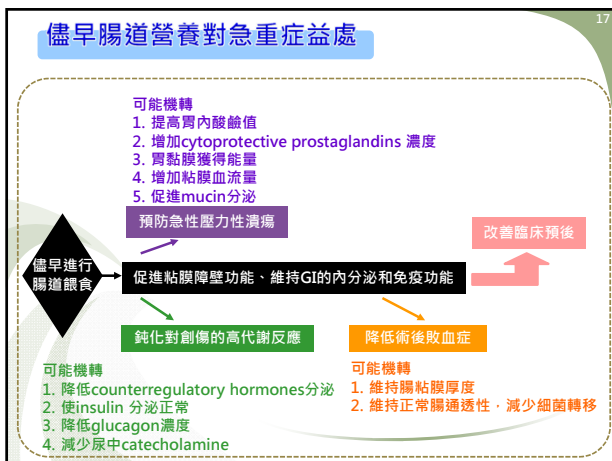 17
儘早腸道營養對急重症益處
可能機轉
1. 提高胃內酸鹼值
2. 增加cytoprotective prostaglandins 濃度
3. 胃黏膜獲得能量
4. 增加粘膜血流量
5. 促進mucin分泌
預防急性壓力性潰瘍
改善臨床預後
儘早進行
腸道餵食
促進粘膜障壁功能、維持GI的內分泌和免疫功能
鈍化對創傷的高代謝反應
降低術後敗血症
可能機轉
1. 降低counterregulatory hormones分泌
2. 使insulin 分泌正常
3. 降低glucagon濃度
4. 減少尿中catecholamine
可能機轉
1. 維持腸粘膜厚度
2. 維持正常腸通透性，減少細菌轉移